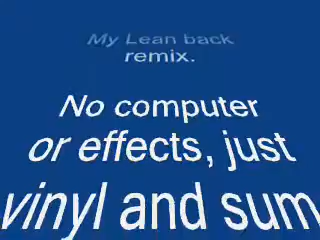 My Lean back
remix.
No computer
or effects, just
vinyl and sum